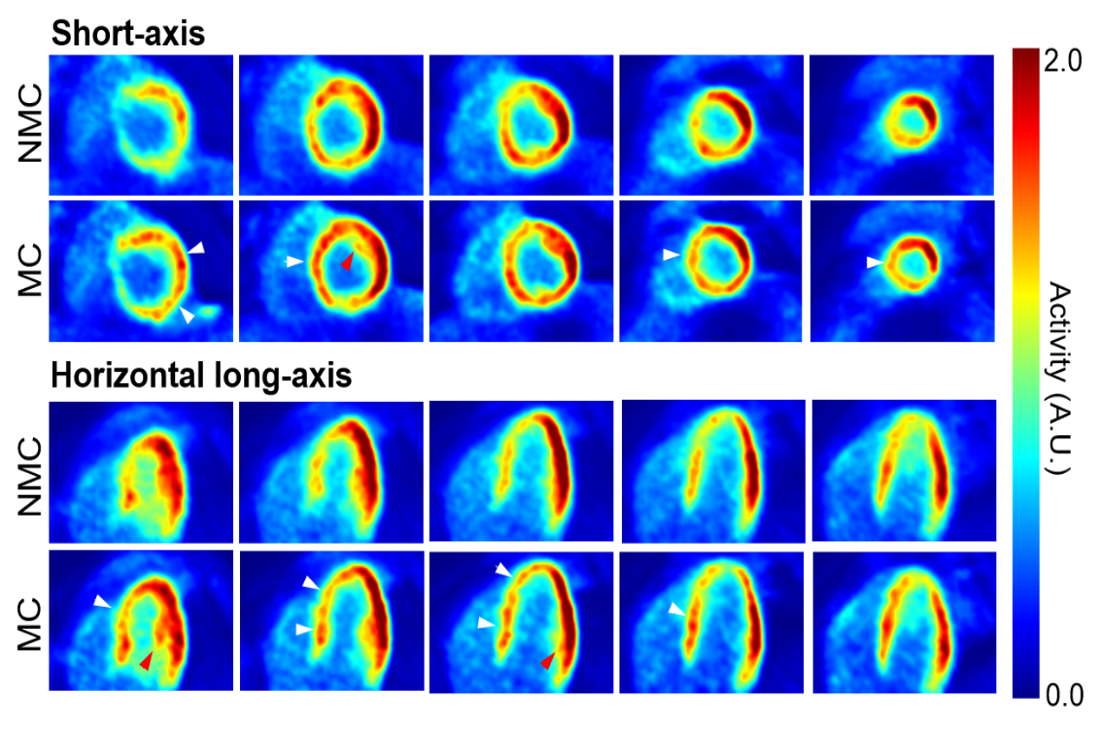 Short-axis
NMC
MC
Horizontal long-axis
NMC
MC
2.0
Activity (A.U.)
0.0